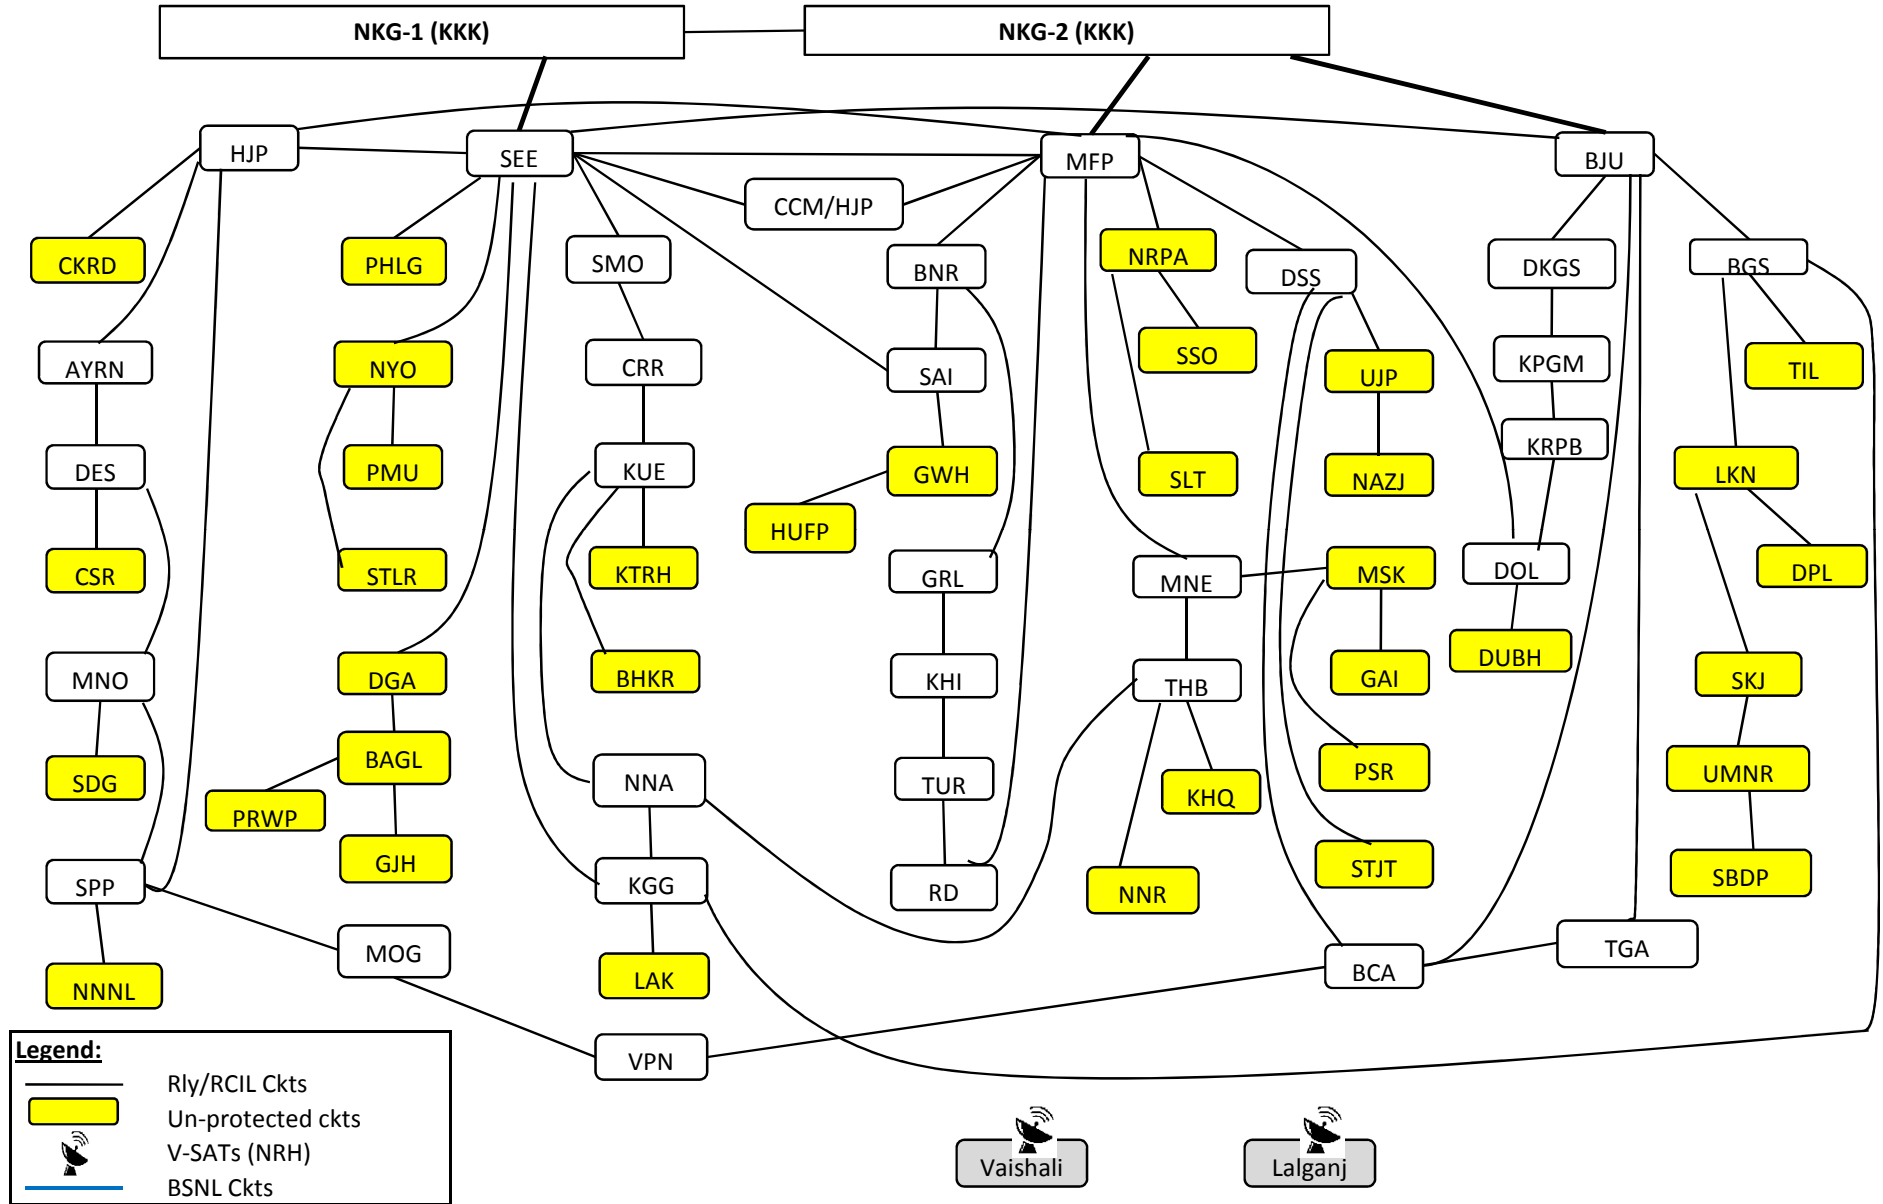 NKG-1 (KKK)
NKG-2 (KKK)
HJP
SEE
MFP
BJU
CCM/HJP
CKRD
PHLG
SMO
BNR
NRPA
DSS
DKGS
BGS
AYRN
NYO
CRR
SAI
SSO
UJP
KPGM
TIL
DES
PMU
KUE
GWH
SLT
NAZJ
KRPB
LKN
HUFP
CSR
STLR
KTRH
GRL
MNE
MSK
DOL
DPL
MNO
DGA
BHKR
KHI
THB
GAI
DUBH
SKJ
SDG
BAGL
PRWP
NNA
TUR
KHQ
PSR
UMNR
SPP
GJH
KGG
RD
NNR
STJT
SBDP
NNNL
MOG
LAK
BCA
TGA
VPN
Legend:
Rly/RCIL Ckts
Un-protected ckts
V-SATs (NRH)
BSNL Ckts
Vaishali
Lalganj